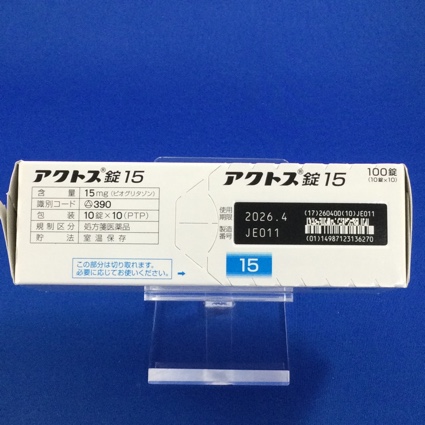 アクトス®錠15
含量 15mg(ピオグリタゾン)
識別コード 390
包装 10錠×10(PTP)
規制区分 処方箋医薬品
貯法 室温保存
この部分は切り取れます。
必要に応じてお使いください。
アクトス®錠15
100錠
(10錠×10)
使用期限 2026.4
製造番号 JE011
(17)260400(10)JE011
(01)14987123136270
15